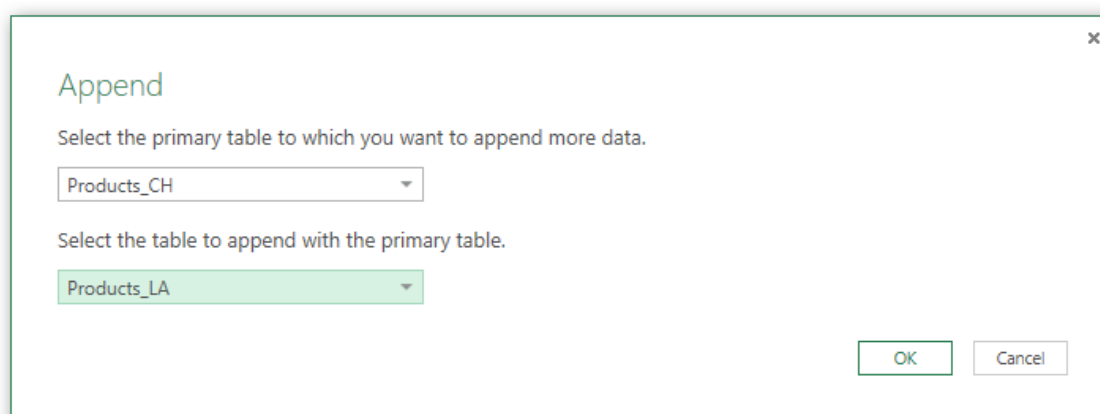 Append
Select the primary table to which you want to append more data.
Products_CH
Select the table to append with the primary table.
Products_LA
OK
Cancel